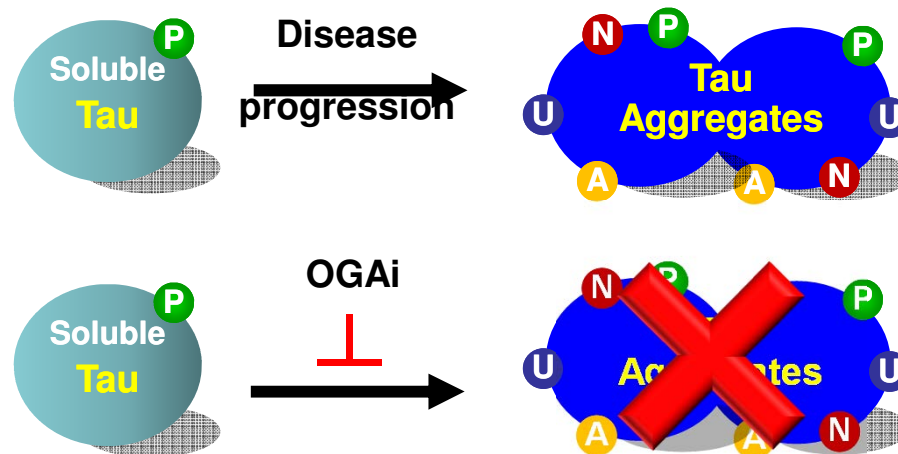 P
Soluble
Tau
Disease
progression
N
P
P
Tau
Aggregates
U
U
A
A
N
OGAi
P
Soluble
Tau
N
P
P
U
U
A
A
N